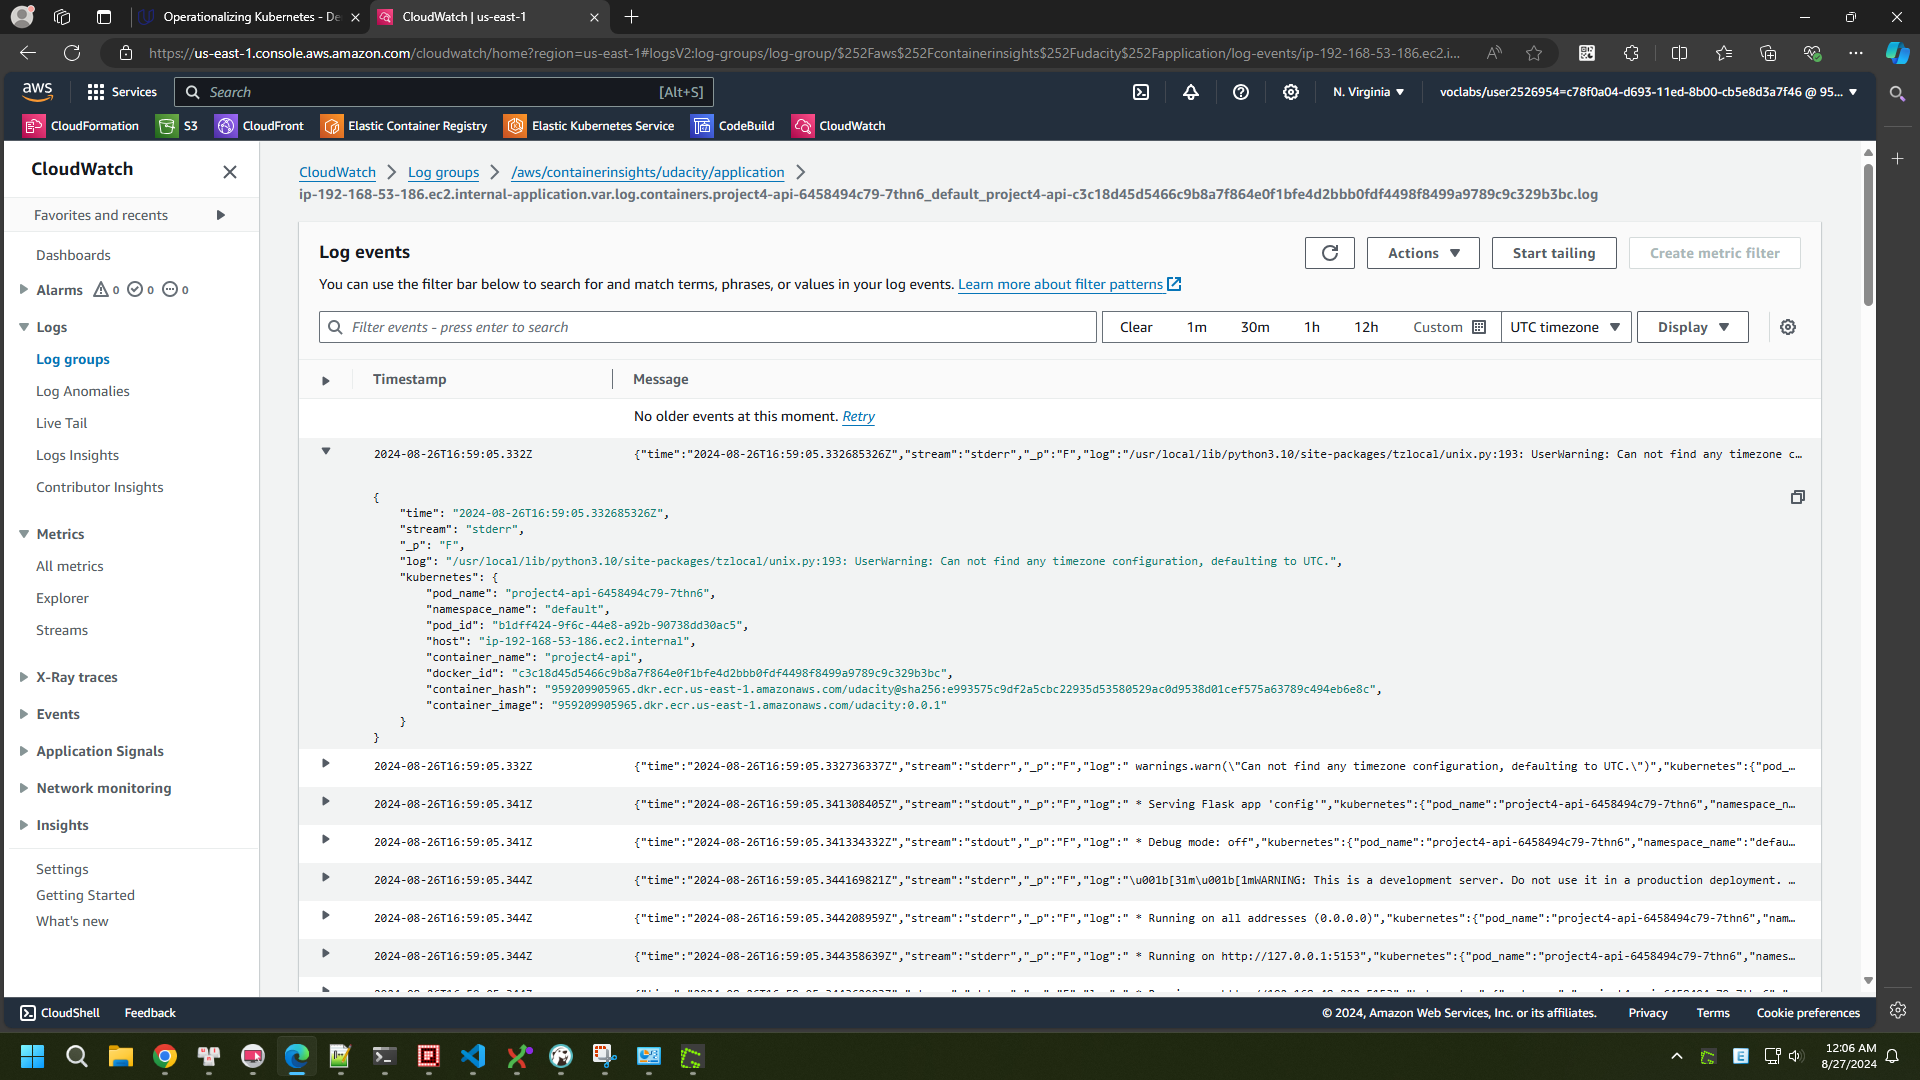 Operationalizing Kubernetes - De
CloudWatch | us-east-1
https://us-east-1.console.aws.amazon.com/cloudwatch/home?region=us-east-1#logsV2:log-groups/log-group/$252Faws$252Fcontainerinsights$252Fudacity$252Fapplication/log-events/ip-192-168-53-186.ec2.i...
aws
Services
Search
[Alt+S]
N. Virginia
voclabs/user2526954=c78f0a04-d693-11ed-8b00-cb5e8d3a7f46 @ 95...
CloudFormation
S3
CloudFront
Elastic Container Registry
Elastic Kubernetes Service
CodeBuild
CloudWatch
CloudWatch
Favorites and recents
Dashboards
Alarms 0 0 0
Logs
Log groups
Log Anomalies
Live Tail
Logs Insights
Contributor Insights
Metrics
All metrics
Explorer
Streams
X-Ray traces
Events
Application Signals
Network monitoring
Insights
Settings
Getting Started
What's new
CloudWatch
Log groups
/aws/containerinsights/udacity/application
ip-192-168-53-186.ec2.internal-application.var.log.containers.project4-api-6458494c79-7thn6_default_project4-api-c3c18d45d5466c9b8a7f864e0f1bfe4d2bbb0fdf4498f8499a9789c9c329b3bc.log
Log events
Actions
Start tailing
Create metric filter
You can use the filter bar below to search for and match terms, phrases, or values in your log events. Learn more about filter patterns
Filter events - press enter to search
Clear
1m
30m
1h
12h
Custom
UTC timezone
Display
Timestamp
Message
No older events at this moment. Retry
2024-08-26T16:59:05.332Z
{"time":"2024-08-26T16:59:05.332685326Z","stream":"stderr","_p":"F","log":"/usr/local/lib/python3.10/site-packages/tzlocal/unix.py:193: UserWarning: Can not find any timezone c...
{
"time": "2024-08-26T16:59:05.332685326Z",
"stream": "stderr",
"_p": "F",
"log": "/usr/local/lib/python3.10/site-packages/tzlocal/unix.py:193: UserWarning: Can not find any timezone configuration, defaulting to UTC.",
"kubernetes": {
"pod_name": "project4-api-6458494c79-7thn6",
"namespace_name": "default",
"pod_id": "b1dff424-9f6c-44e8-a92b-90738dd30ac5",
"host": "ip-192-168-53-186.ec2.internal",
"container_name": "project4-api",
"docker_id": "c3c18d45d5466c9b8a7f864e0f1bfe4d2bbb0fdf4498f8499a9789c9c329b3bc",
"container_hash": "959209905965.dkr.ecr.us-east-1.amazonaws.com/udacity@sha256:e993575c9df2a5cbc22935d53580529ac0d9538d01cef575a63789c494eb6e8c",
"container_image": "959209905965.dkr.ecr.us-east-1.amazonaws.com/udacity:0.0.1"
}
}
2024-08-26T16:59:05.332Z
{"time":"2024-08-26T16:59:05.332736337Z","stream":"stderr","_p":"F","log":" warnings.warn(\"Can not find any timezone configuration, defaulting to UTC.\")","kubernetes":{"pod_...
2024-08-26T16:59:05.341Z
{"time":"2024-08-26T16:59:05.341308405Z","stream":"stdout","_p":"F","log":" * Serving Flask app 'config'","kubernetes":{"pod_name":"project4-api-6458494c79-7thn6","namespace_n...
2024-08-26T16:59:05.341Z
{"time":"2024-08-26T16:59:05.341334332Z","stream":"stdout","_p":"F","log":" * Debug mode: off","kubernetes":{"pod_name":"project4-api-6458494c79-7thn6","namespace_name":"defau...
2024-08-26T16:59:05.344Z
{"time":"2024-08-26T16:59:05.344169821Z","stream":"stderr","_p":"F","log":"\u001b[31m\u001b[1mWARNING: This is a development server. Do not use it in a production deployment. ...
2024-08-26T16:59:05.344Z
{"time":"2024-08-26T16:59:05.344208959Z","stream":"stderr","_p":"F","log":" * Running on all addresses (0.0.0.0)","kubernetes":{"pod_name":"project4-api-6458494c79-7thn6","nam...
2024-08-26T16:59:05.344Z
{"time":"2024-08-26T16:59:05.344358639Z","stream":"stderr","_p":"F","log":" * Running on http://127.0.0.1:5153","kubernetes":{"pod_name":"project4-api-6458494c79-7thn6","names...
CloudShell
Feedback
© 2024, Amazon Web Services, Inc. or its affiliates.
Privacy
Terms
Cookie preferences
12:06 AM
8/27/2024